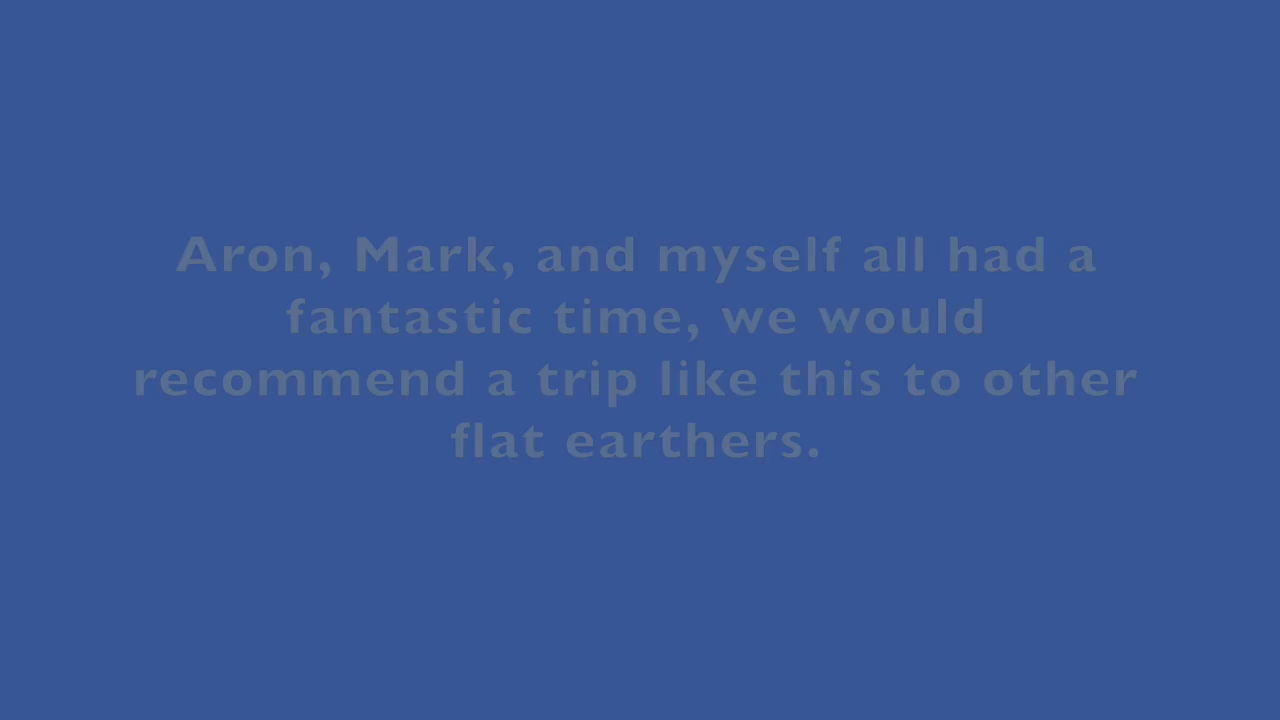 Aron, Mark, and myself all had a
fantastic time, we would
recommend a trip like this to other
flat earthers.